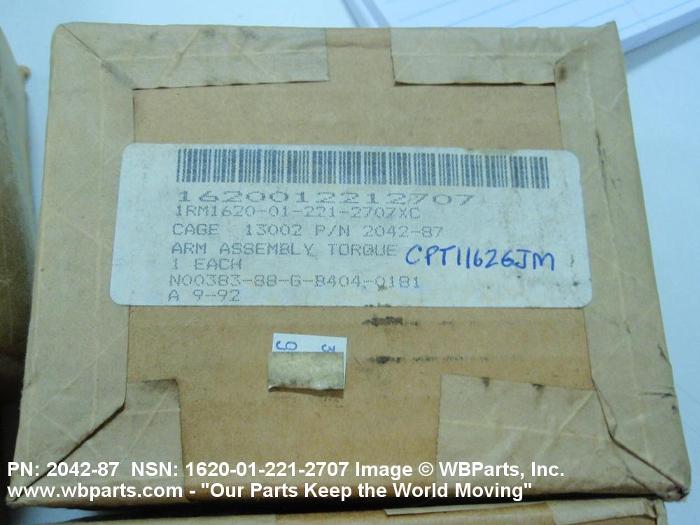 1620012212707
1RM1620-01-221-2707XC
CAGE 13002 P/N 2042-87
ARM ASSEMBLY TORQUE
CPT11626JM
1 EACH
N00383-88-G-B404-0181
A 9-92
3 9
PN: 2042-87 NSN: 1620-01-221-2707 Image © WBParts, Inc.
www.wbparts.com - "Our Parts Keep the World Moving"